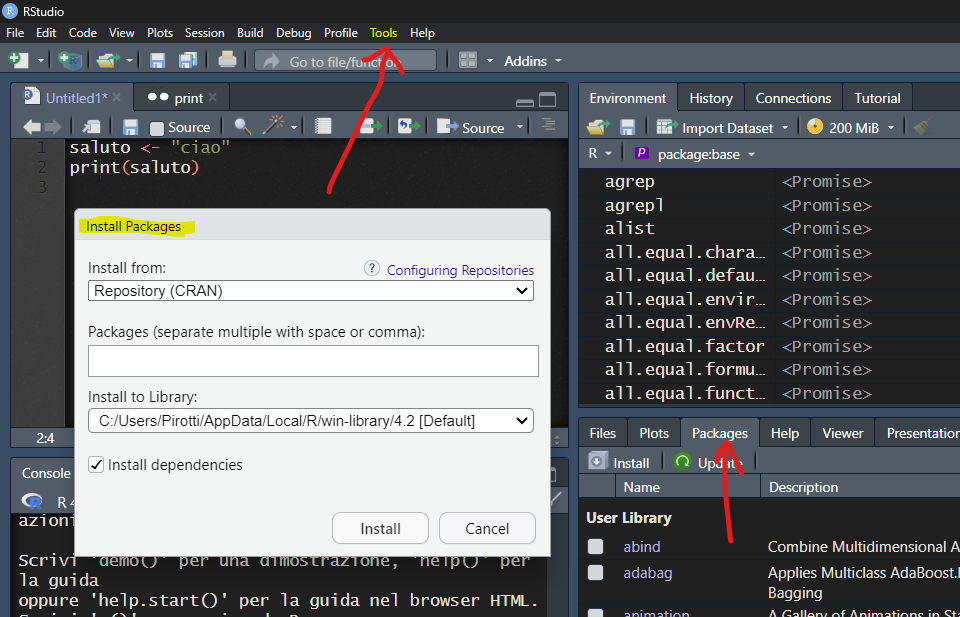 RStudio
File Edit Code View Plots Session Build Debug Profile Tools Help
Go to file/function
Addins
Untitled1*
print
Source
Source
1 saluto <- "ciao"
2 print(saluto)
3
2:4
Install Packages
Install from:
? Configuring Repositories
Repository (CRAN)
Packages (separate multiple with space or comma):
Install to Library:
C:/Users/Pirotti/AppData/Local/R/win-library/4.2 [Default]
Install dependencies
Install Cancel
Console
R 4
azioni
Scrivi 'demo()' per una dimostrazione, 'help()' per
la guida
oppure 'help.start()' per la guida nel browser HTML.
Environment History Connections Tutorial
Import Dataset 200 MiB
R package:base
agrep <Promise>
agrepl <Promise>
alist <Promise>
all.equal.chara… <Promise>
all.equal.defau… <Promise>
all.equal.envir… <Promise>
all.equal.envRe… <Promise>
all.equal.factor <Promise>
all.equal.formu… <Promise>
all.equal.funct… <Promise>
Files Plots Packages Help Viewer Presentation
Install Update
Name Description
User Library
abind Combine Multidimensional A
adabag Applies Multiclass AdaBoost.
Bagging
animation A Gallery of Animations in Sta